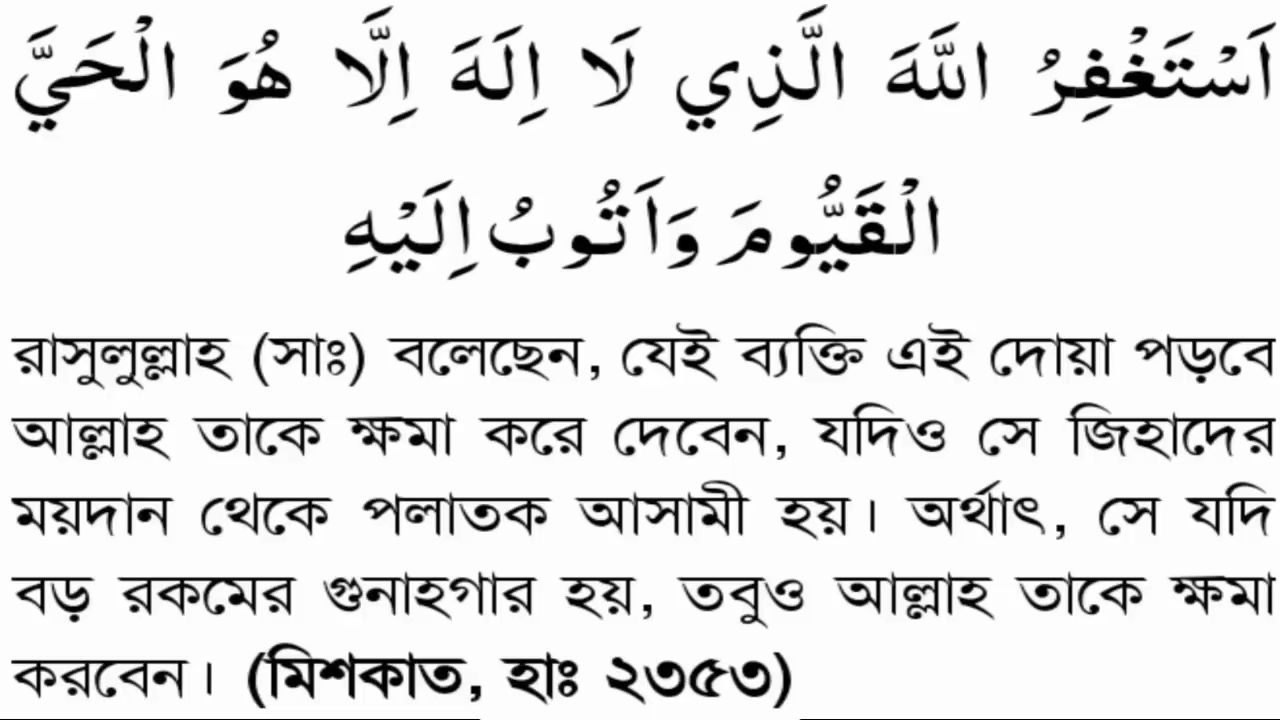 اَسْتَغْفِرُ اللَّهَ الَّذِي لَا اِلَهَ اِلَّا هُوَ الْحَيَّ
الْقَيُّومَ وَاَتُوبُ اِلَيْهِ
রাসুলুল্লাহ (সাঃ) বলেছেন, যেই ব্যক্তি এই দোয়া পড়বে
আল্লাহ তাকে ক্ষমা করে দেবেন, যদিও সে জিহাদের
ময়দান থেকে পলাতক আসামী হয়। অর্থাৎ, সে যদি
বড় রকমের গুনাহগার হয়, তবুও আল্লাহ তাকে ক্ষমা
করবেন। (মিশকাত, হাঃ ২৩৫৩)